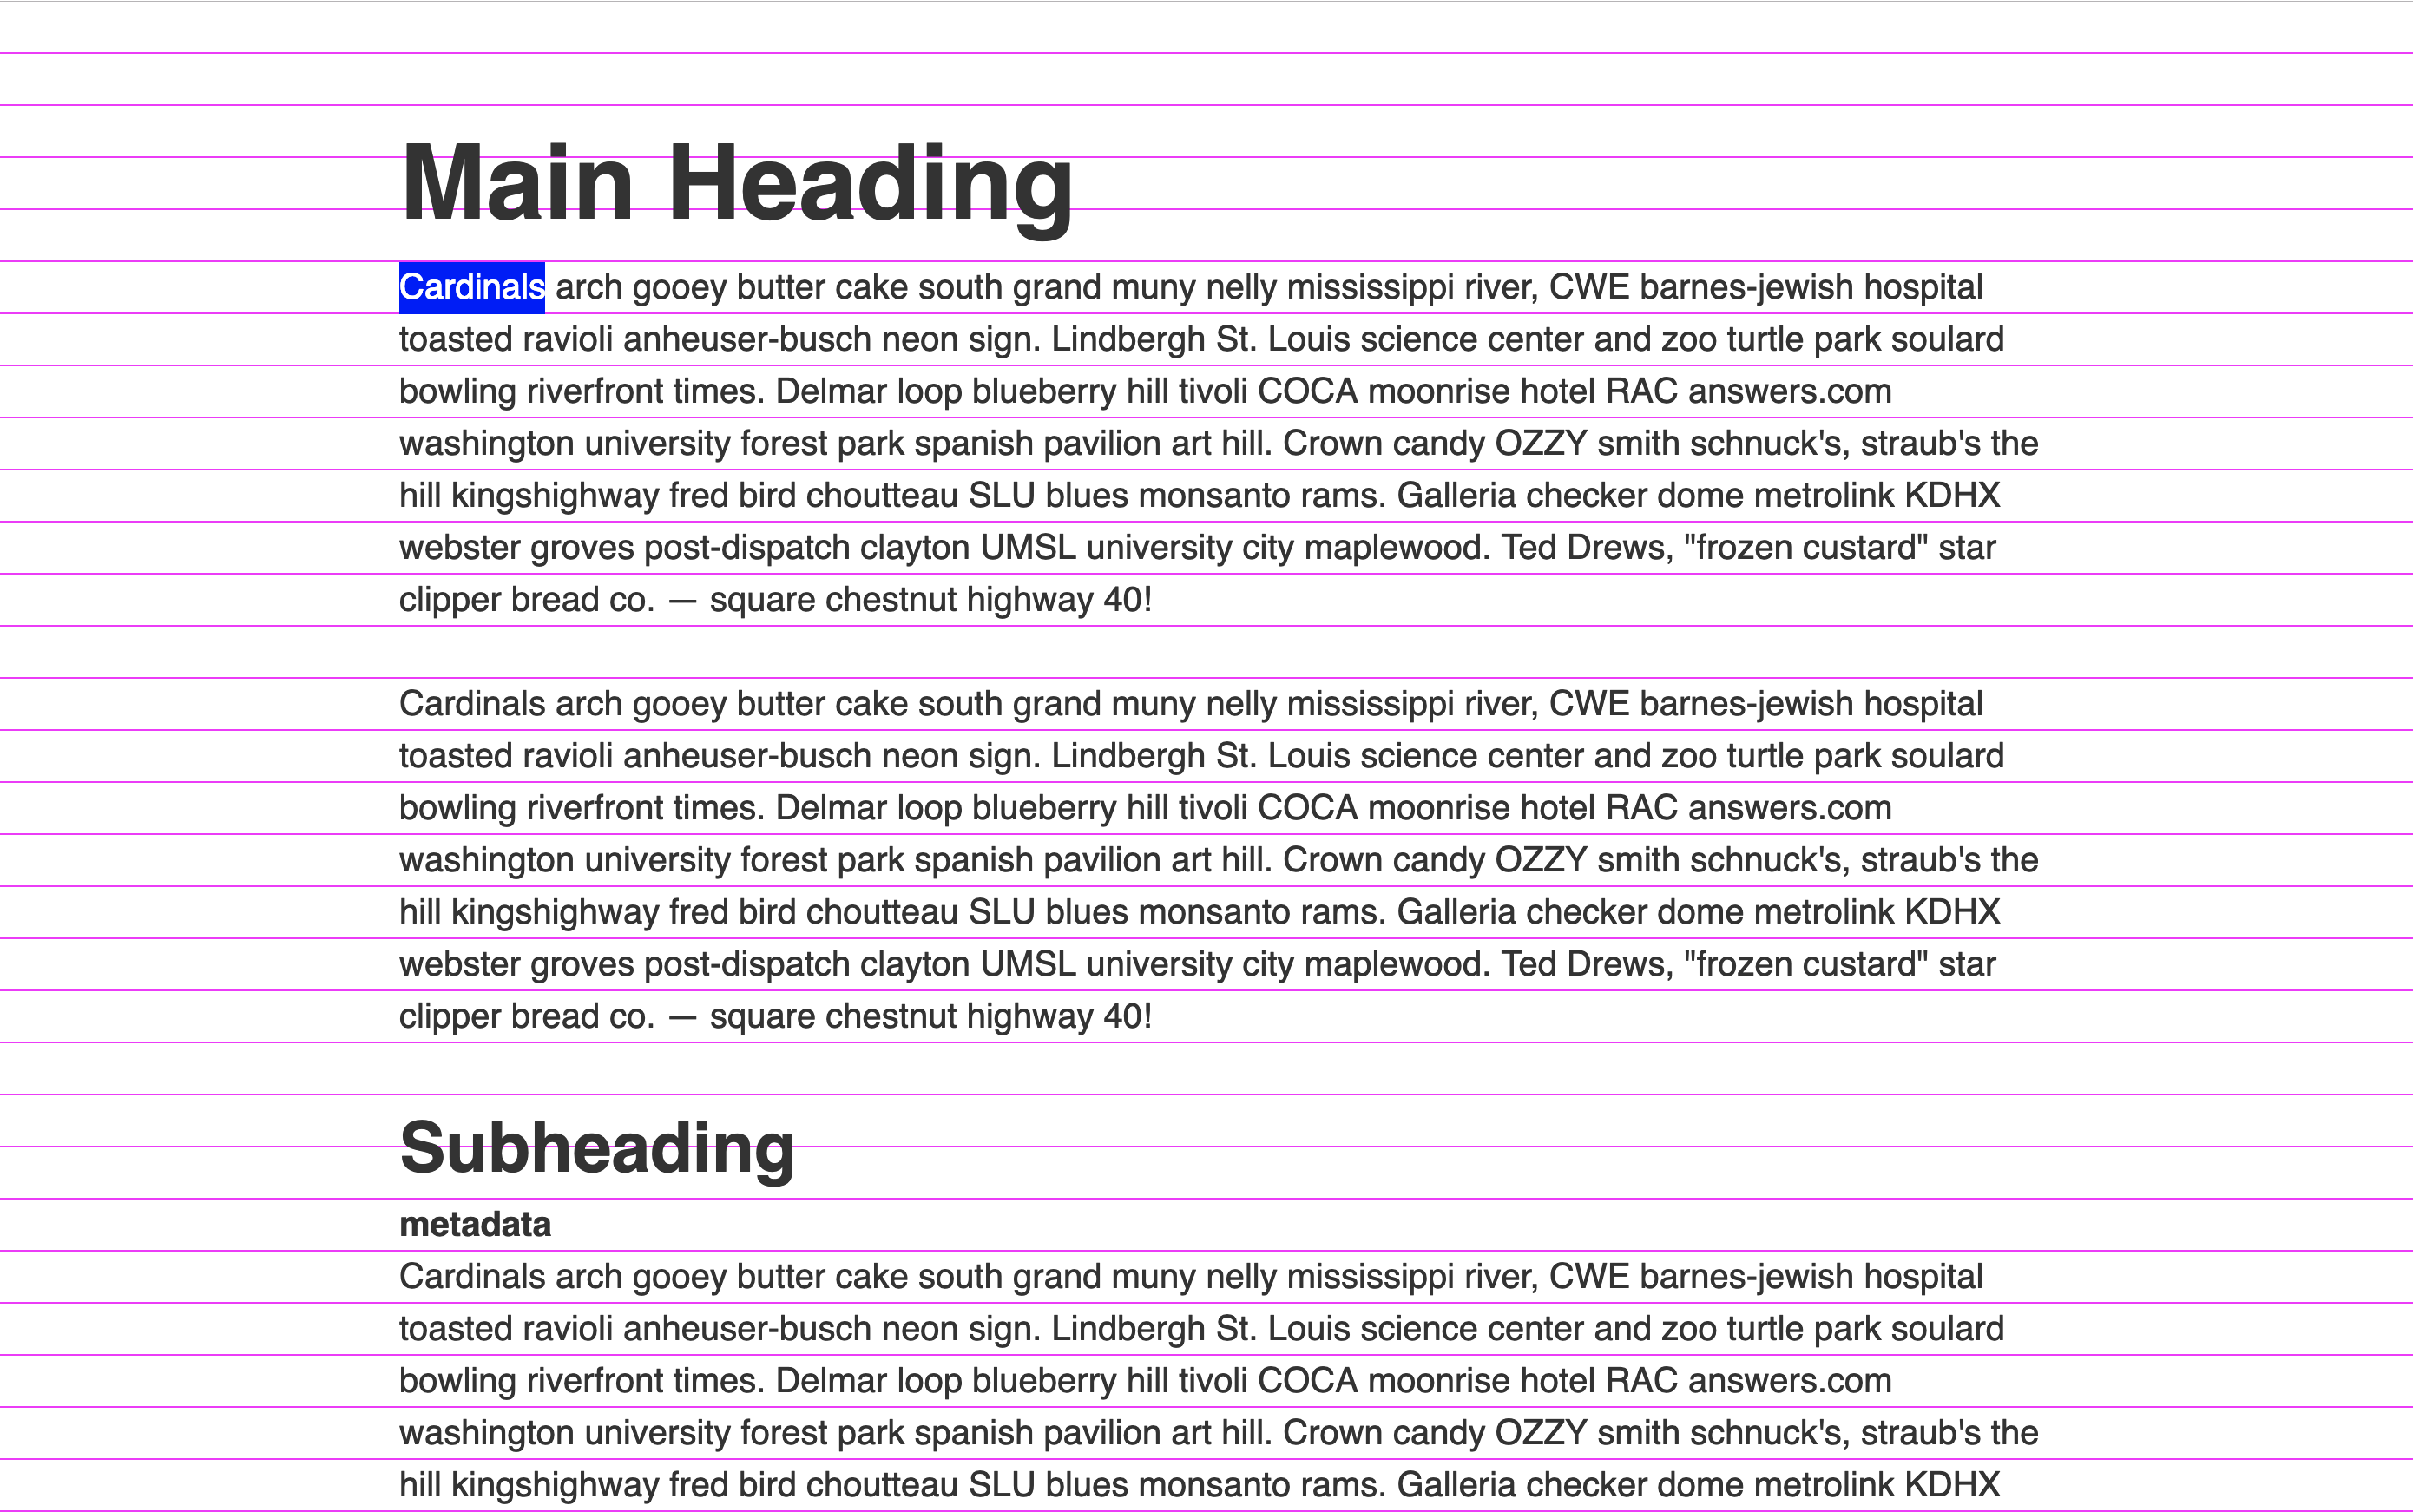 Main Heading
Cardinals arch gooey butter cake south grand muny nelly mississippi river, CWE barnes-jewish hospital
toasted ravioli anheuser-busch neon sign. Lindbergh St. Louis science center and zoo turtle park soulard
bowling riverfront times. Delmar loop blueberry hill tivoli COCA moonrise hotel RAC answers.com
washington university forest park spanish pavilion art hill. Crown candy OZZY smith schnuck's, straub's the
hill kingshighway fred bird choutteau SLU blues monsanto rams. Galleria checker dome metrolink KDHX
webster groves post-dispatch clayton UMSL university city maplewood. Ted Drews, "frozen custard" star
clipper bread co. — square chestnut highway 40!
Cardinals arch gooey butter cake south grand muny nelly mississippi river, CWE barnes-jewish hospital
toasted ravioli anheuser-busch neon sign. Lindbergh St. Louis science center and zoo turtle park soulard
bowling riverfront times. Delmar loop blueberry hill tivoli COCA moonrise hotel RAC answers.com
washington university forest park spanish pavilion art hill. Crown candy OZZY smith schnuck's, straub's the
hill kingshighway fred bird choutteau SLU blues monsanto rams. Galleria checker dome metrolink KDHX
webster groves post-dispatch clayton UMSL university city maplewood. Ted Drews, "frozen custard" star
clipper bread co. — square chestnut highway 40!
Subheading
metadata
Cardinals arch gooey butter cake south grand muny nelly mississippi river, CWE barnes-jewish hospital
toasted ravioli anheuser-busch neon sign. Lindbergh St. Louis science center and zoo turtle park soulard
bowling riverfront times. Delmar loop blueberry hill tivoli COCA moonrise hotel RAC answers.com
washington university forest park spanish pavilion art hill. Crown candy OZZY smith schnuck's, straub's the
hill kingshighway fred bird choutteau SLU blues monsanto rams. Galleria checker dome metrolink KDHX